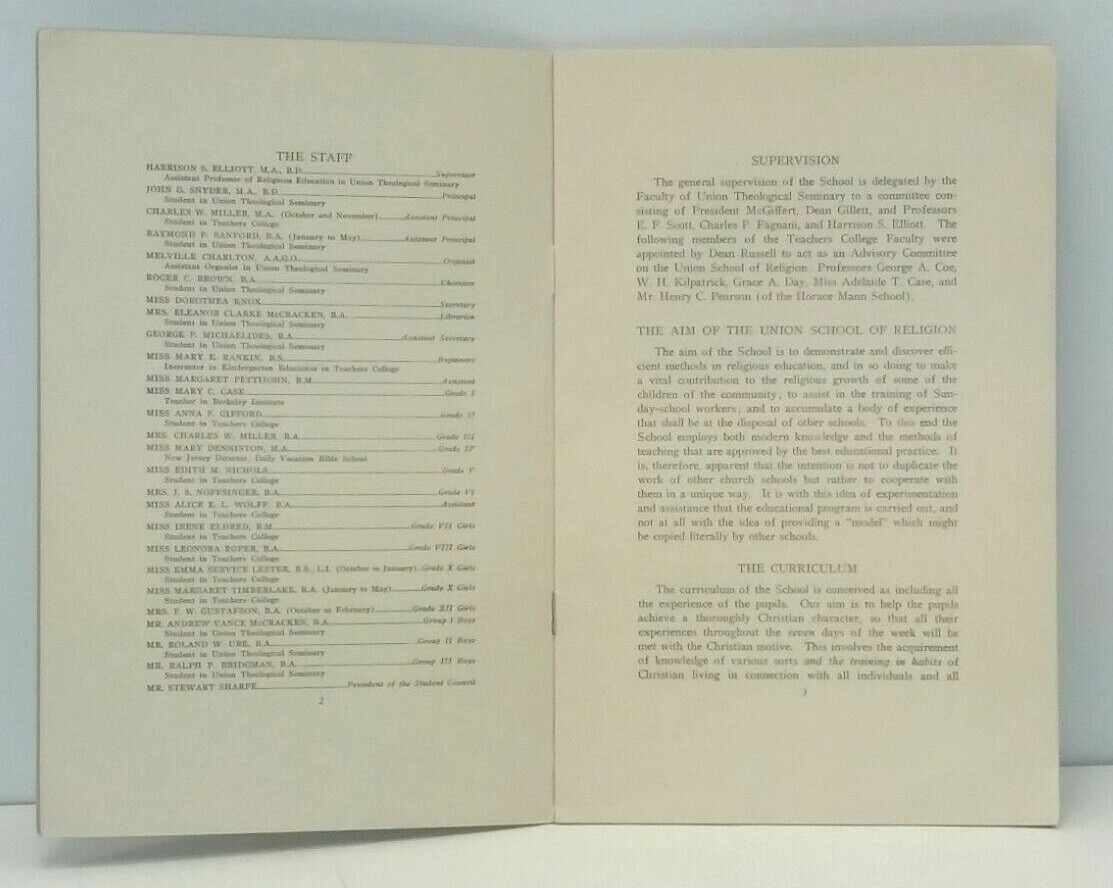 THE STAFF
HARRISON S. ELLIOTT, M.A., B.D. Supervisor
Assistant Professor of Religious Education in Union Theological Seminary
JOHN G. SNYDER, M.A., B.D. Principal
Student in Union Theological Seminary
CHARLES W. MILLER, M.A. (October and November) Assistant Principal
Student in Teachers College
RAYMOND P. SANFORD, B.A. (January to May) Assistant Principal
Student in Union Theological Seminary
MELVILLE CHARLTON, A.A.G.O. Organist
Assistant Organist in Union Theological Seminary
ROGER C. BROWN, B.A. Chorister
Student in Union Theological Seminary
MISS DOROTHEA KNOX Secretary
MRS. ELEANOR CLARKE McCRACKEN, B.A. Librarian
Student in Union Theological Seminary
GEORGE P. MICHAELIDES, B.A. Assistant Secretary
Student in Union Theological Seminary
MISS MARY E. RANKIN, B.S. Beginners
Instructor in Kindergarten Education in Teachers College
MISS MARGARET PETTIJOHN, B.M. Assistant
MISS MARY C. CASE Grade I
Teacher in Berkeley Institute
MISS ANNA F. GIFFORD Grade II
Student in Teachers College
MRS. CHARLES W. MILLER, B.A. Grade III
MISS MARY DENNISTON, M.A. Grade IV
New Jersey Director, Daily Vacation Bible School
MISS EDITH M. NICHOLS Grade V
Student in Teachers College
MRS. J. S. NOFFSINGER, B.A. Grade VI
MISS ALICE E. L. WOLFF, B.A. Assistant
Student in Teachers College
MISS IRENE ELDRED, B.M. Grade VII Girls
Student in Teachers College
MISS LEONORA ROPER, B.A. Grade VIII Girls
Student in Teachers College
MISS EMMA SERVICE LESTER, B.S., L.I. (October to January) Grade X Girls
Student in Teachers College
MISS MARGARET TIMBERLAKE, B.A. (January to May) Grade X Girls
Student in Teachers College
MRS. F. W. GUSTAFSON, B.A. (October to February) Grade XII Girls
MR. ANDREW VANCE McCRACKEN, B.A. Group I Boys
Student in Union Theological Seminary
MR. ROLAND W. URE, B.A. Group II Boys
Student in Union Theological Seminary
MR. RALPH P. BRIDGMAN, B.A. Group III Boys
Student in Union Theological Seminary
MR. STEWART SHARPE President of the Student Council
2
SUPERVISION
The general supervision of the School is delegated by the
Faculty of Union Theological Seminary to a committee con-
sisting of President McGiffert, Dean Gillett, and Professors
E. F. Scott, Charles P. Fagnani, and Harrison S. Elliott. The
following members of the Teachers College Faculty were
appointed by Dean Russell to act as an Advisory Committee
on the Union School of Religion: Professors George A. Coe,
W. H. Kilpatrick, Grace A. Day, Miss Adelaide T. Case, and
Mr. Henry C. Pearson (of the Horace Mann School).
THE AIM OF THE UNION SCHOOL OF RELIGION
The aim of the School is to demonstrate and discover effi-
cient methods in religious education, and in so doing to make
a vital contribution to the religious growth of some of the
children of the community; to assist in the training of Sun-
day-school workers; and to accumulate a body of experience
that shall be at the disposal of other schools. To this end the
School employs both modern knowledge and the methods of
teaching that are approved by the best educational practice. It
is, therefore, apparent that the intention is not to duplicate the
work of other church schools but rather to cooperate with
them in a unique way. It is with this idea of experimentation
and assistance that the educational program is carried out, and
not at all with the idea of providing a "model" which might
be copied literally by other schools.
THE CURRICULUM
The curriculum of the School is conceived as including all
the experience of the pupils. Our aim is to help the pupils
achieve a thoroughly Christian character, so that all their
experiences throughout the seven days of the week will be
met with the Christian motive. This involves the acquirement
of knowledge of various sorts and the training in habits of
Christian living in connection with all individuals and all
3